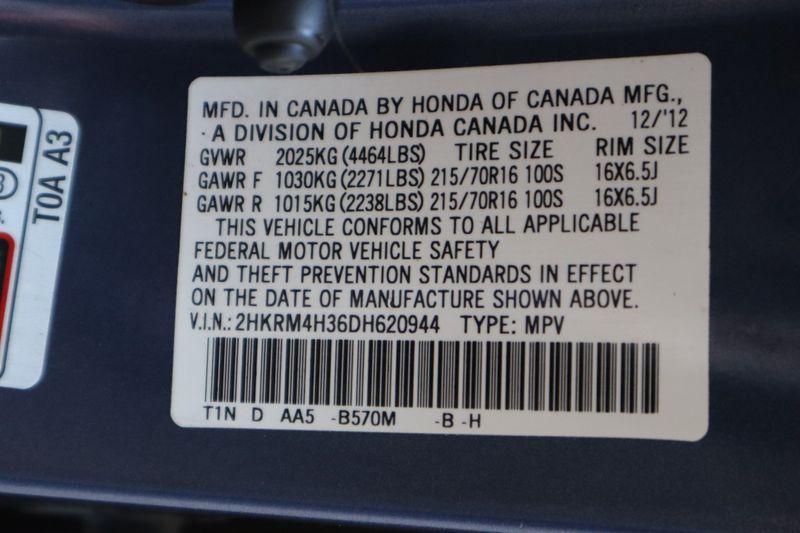 MFD. IN CANADA BY HONDA OF CANADA MFG.,
A DIVISION OF HONDA CANADA INC. 12/'12
GVWR 2025KG (4464LBS) TIRE SIZE RIM SIZE
GAWR F 1030KG (2271LBS) 215/70R16 100S 16X6.5J
GAWR R 1015KG (2238LBS) 215/70R16 100S 16X6.5J
THIS VEHICLE CONFORMS TO ALL APPLICABLE
FEDERAL MOTOR VEHICLE SAFETY
AND THEFT PREVENTION STANDARDS IN EFFECT
ON THE DATE OF MANUFACTURE SHOWN ABOVE.
V.I.N.: 2HKRM4H36DH620944 TYPE: MPV
T1N D AA5 -B570M -B -H
T0A A3